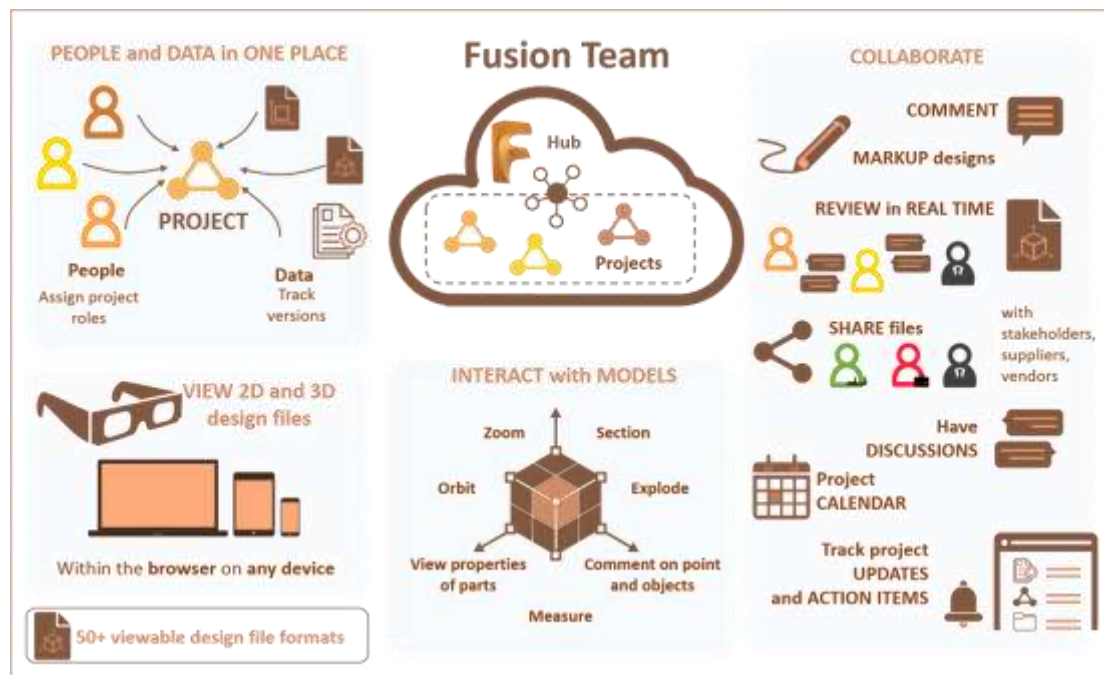 PEOPLE and DATA in ONE PLACE
PROJECT
People
Assign project
roles
Data
Track
versions
VIEW 2D and 3D
design files
Within the browser on any device
50+ viewable design file formats
Fusion Team
Hub
Projects
INTERACT with MODELS
Zoom
Section
Orbit
Explode
View properties
of parts
Comment on point
and objects
Measure
COLLABORATE
COMMENT
MARKUP designs
REVIEW in REAL TIME
SHARE files
with
stakeholders,
suppliers,
vendors
Have
DISCUSSIONS
Project
CALENDAR
Track project
UPDATES
and ACTION ITEMS